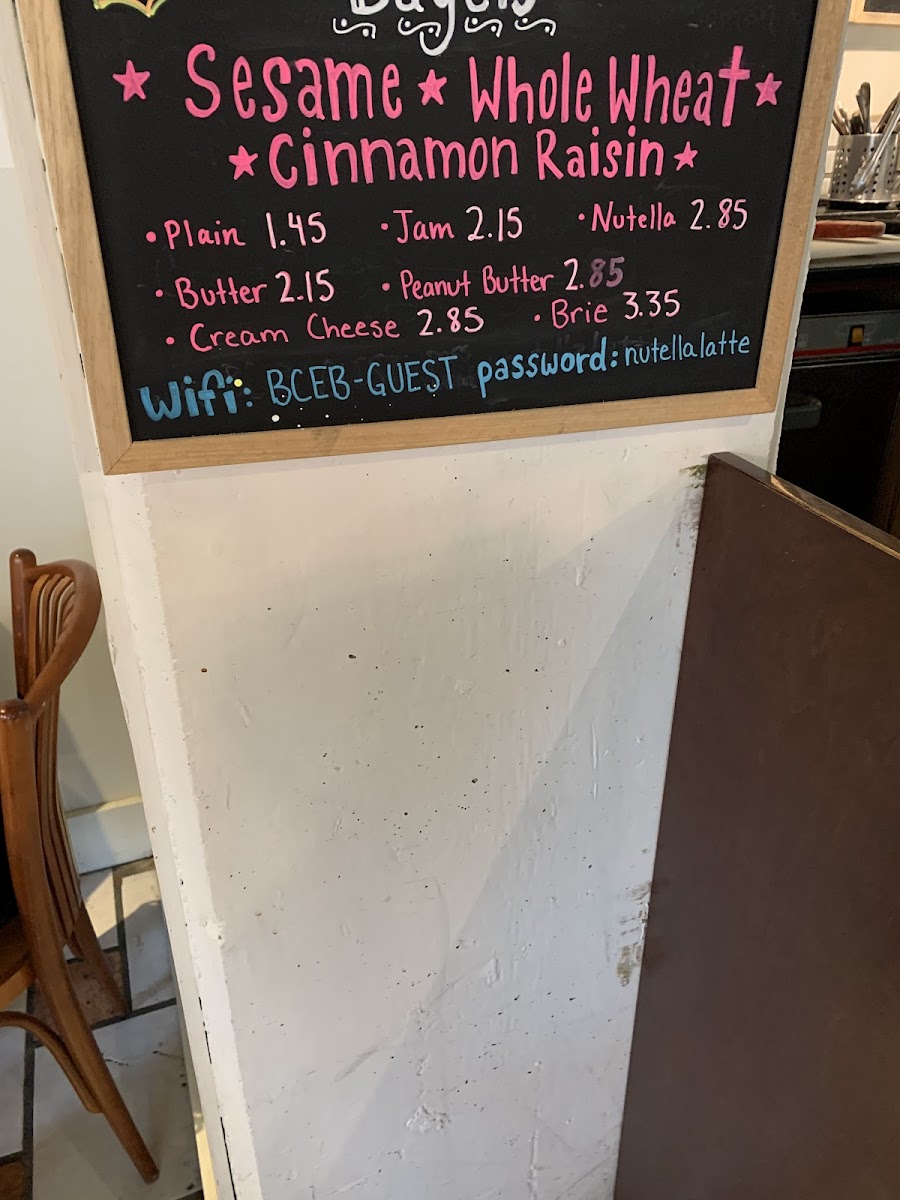 Bagels
Sesame ★ Whole Wheat
Cinnamon Raisin
• Plain 1.45 • Jam 2.15 • Nutella 2.85
• Butter 2.15 • Peanut Butter 2.85
• Cream Cheese 2.85 • Brie 3.35
Wifi: BCEB-GUEST password: nutellalatte